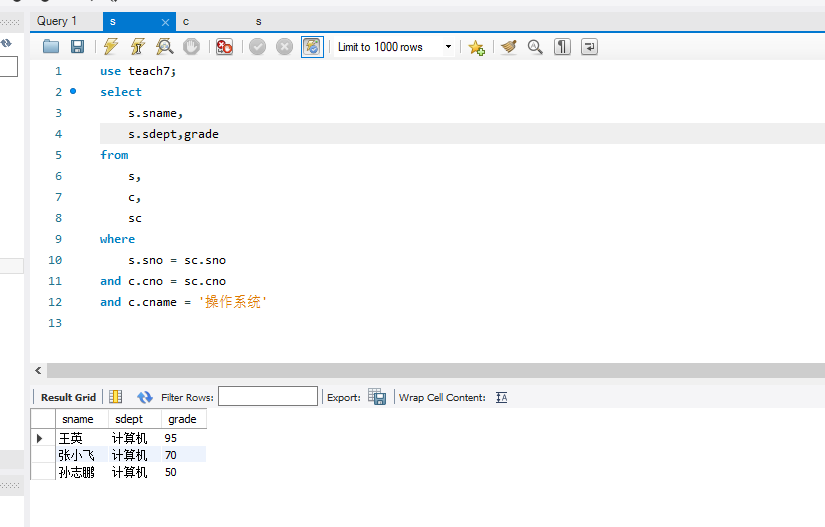 Query 1 s c s
Limit to 1000 rows
1 use teach7;
2 select
3 s.sname,
4 s.sdept,grade
5 from
6 s,
7 c,
8 sc
9 where
10 s.sno = sc.sno
11 and c.cno = sc.cno
12 and c.cname = '操作系统'
13
Result Grid Filter Rows: Export: Wrap Cell Content:
sname sdept grade
王英 计算机 95
张小飞 计算机 70
孙志鹏 计算机 50